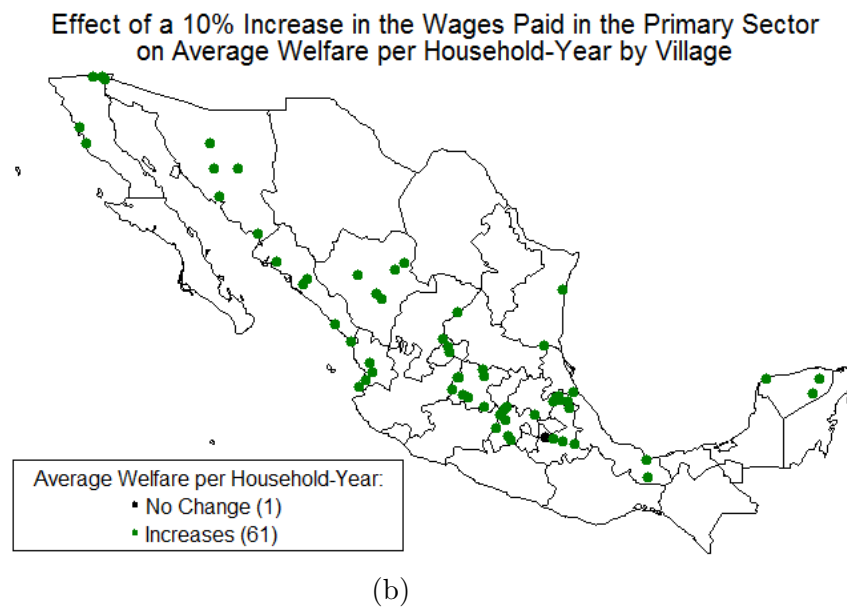 Effect of a 10% Increase in the Wages Paid in the Primary Sector
on Average Welfare per Household-Year by Village
Average Welfare per Household-Year:
No Change (1)
Increases (61)
(b)